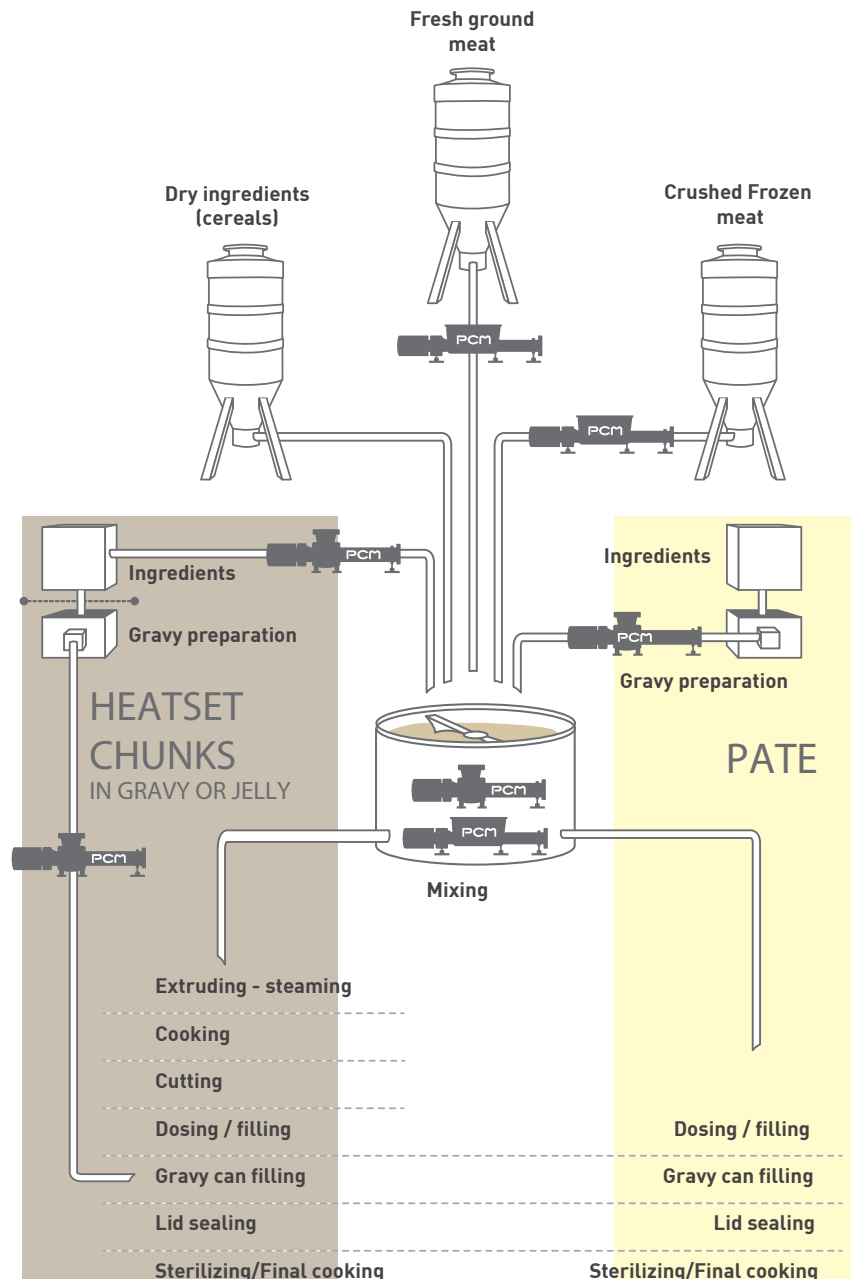 Fresh ground
meat
Dry ingredients
(cereals)
Crushed Frozen
meat
PCM
PCM
PCM
Ingredients
Ingredients
Gravy preparation
PCM
Gravy preparation
HEATSET
CHUNKS
IN GRAVY OR JELLY
PATE
PCM
PCM
PCM
Mixing
Extruding - steaming
Cooking
Cutting
Dosing / filling
Dosing / filling
Gravy can filling
Gravy can filling
Lid sealing
Lid sealing
Sterilizing/Final cooking
Sterilizing/Final cooking